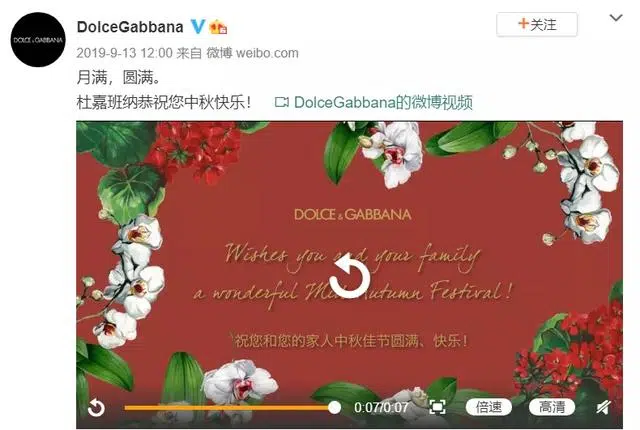 DOLCE&GABBANA
DolceGabbana
+关注
2019-9-13 12:00 来自 微博 weibo.com
月满，圆满。
杜嘉班纳恭祝您中秋快乐！ DolceGabbana的微博视频
DOLCE & GABBANA
Wishes you and your family
a wonderful Mid-Autumn Festival!
祝您和您的家人中秋佳节圆满、快乐！
0:07/0:07 倍速 高清